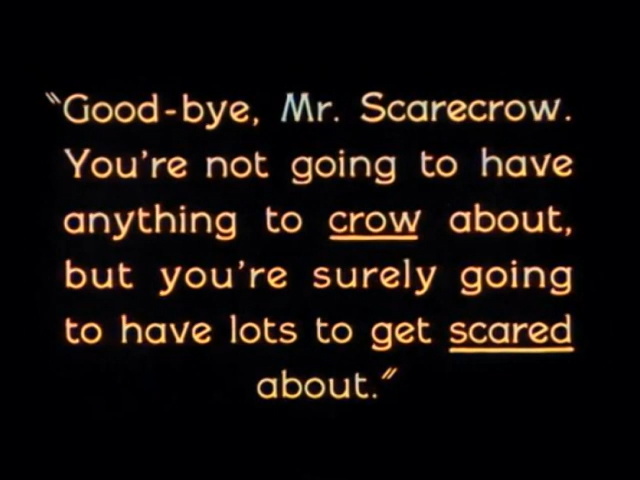 "Good-bye, Mr. Scarecrow.
You're not going to have
anything to crow about,
but you're surely going
to have lots to get scared
about."